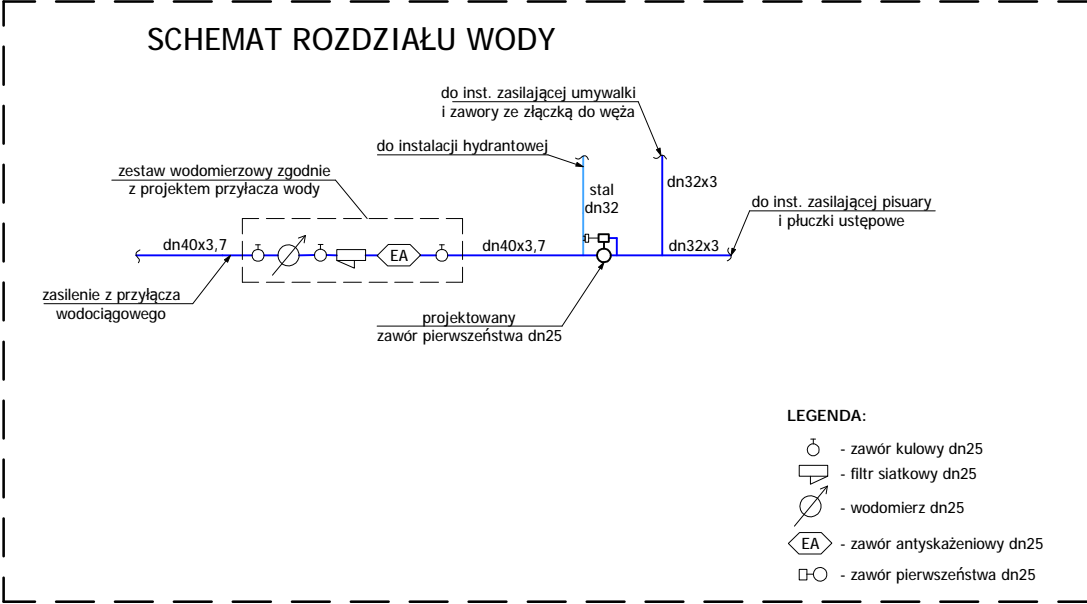 SCHEMAT ROZDZIAŁU WODY
do inst. zasilającej umywalki
i zawory ze złączką do węża
do instalacji hydrantowej
zestaw wodomierzowy zgodnie
z projektem przyłącza wody
stal
dn32
dn32x3
do inst. zasilającej pisuary
i płuczki ustępowe
dn40x3,7
EA
dn40x3,7
dn32x3
zasilenie z przyłącza
wodociągowego
projektowany
zawór pierwszeństwa dn25
LEGENDA:
- zawór kulowy dn25
- filtr siatkowy dn25
- wodomierz dn25
EA - zawór antyskażeniowy dn25
- zawór pierwszeństwa dn25